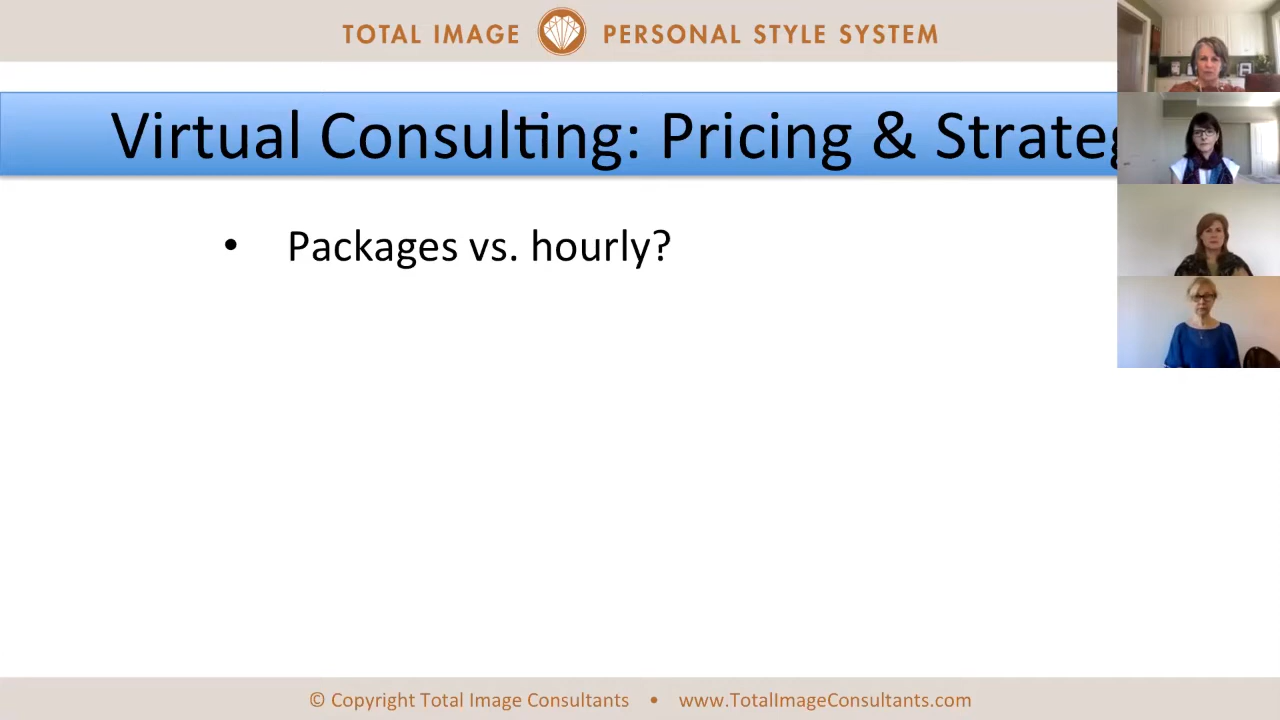 TOTAL IMAGE PERSONAL STYLE SYSTEM
Virtual Consulting: Pricing & Strateg
• Packages vs. hourly?
© Copyright Total Image Consultants • www.TotalImageConsultants.com